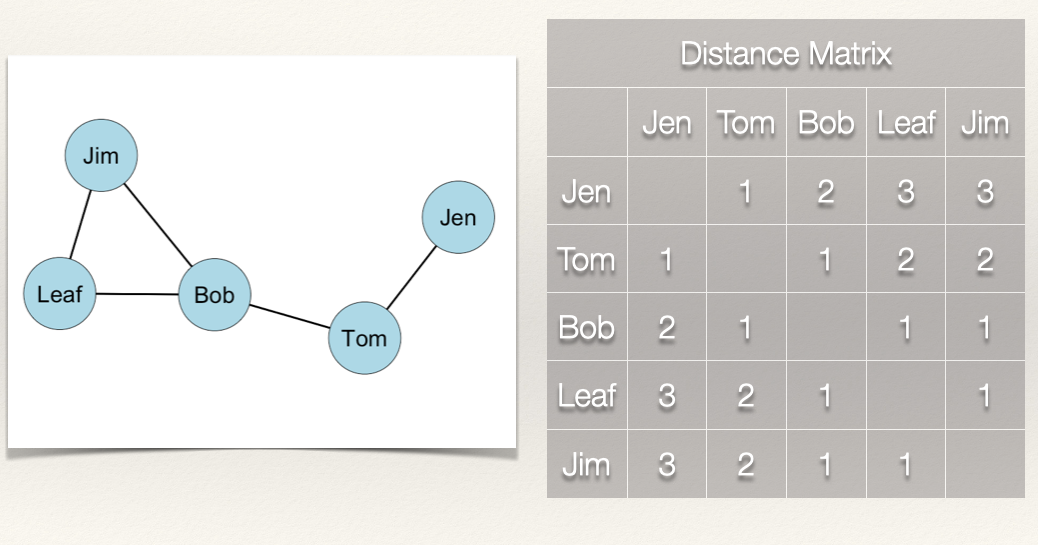 Jim
Jen
Leaf
Bob
Tom
Distance Matrix
Jen Tom Bob Leaf Jim
Jen 1 2 3 3
Tom 1 1 2 2
Bob 2 1 1 1
Leaf 3 2 1 1
Jim 3 2 1 1